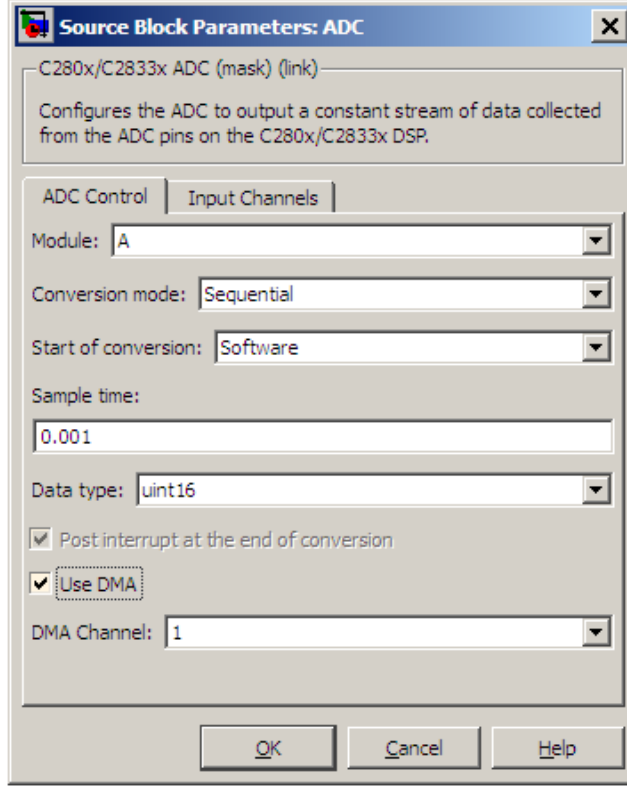 Source Block Parameters: ADC
C280x/C2833x ADC (mask) (link)
Configures the ADC to output a constant stream of data collected
from the ADC pins on the C280x/C2833x DSP.
ADC Control Input Channels
Module: A
Conversion mode: Sequential
Start of conversion: Software
Sample time:
0.001
Data type: uint16
Post interrupt at the end of conversion
Use DMA
DMA Channel: 1
OK Cancel Help